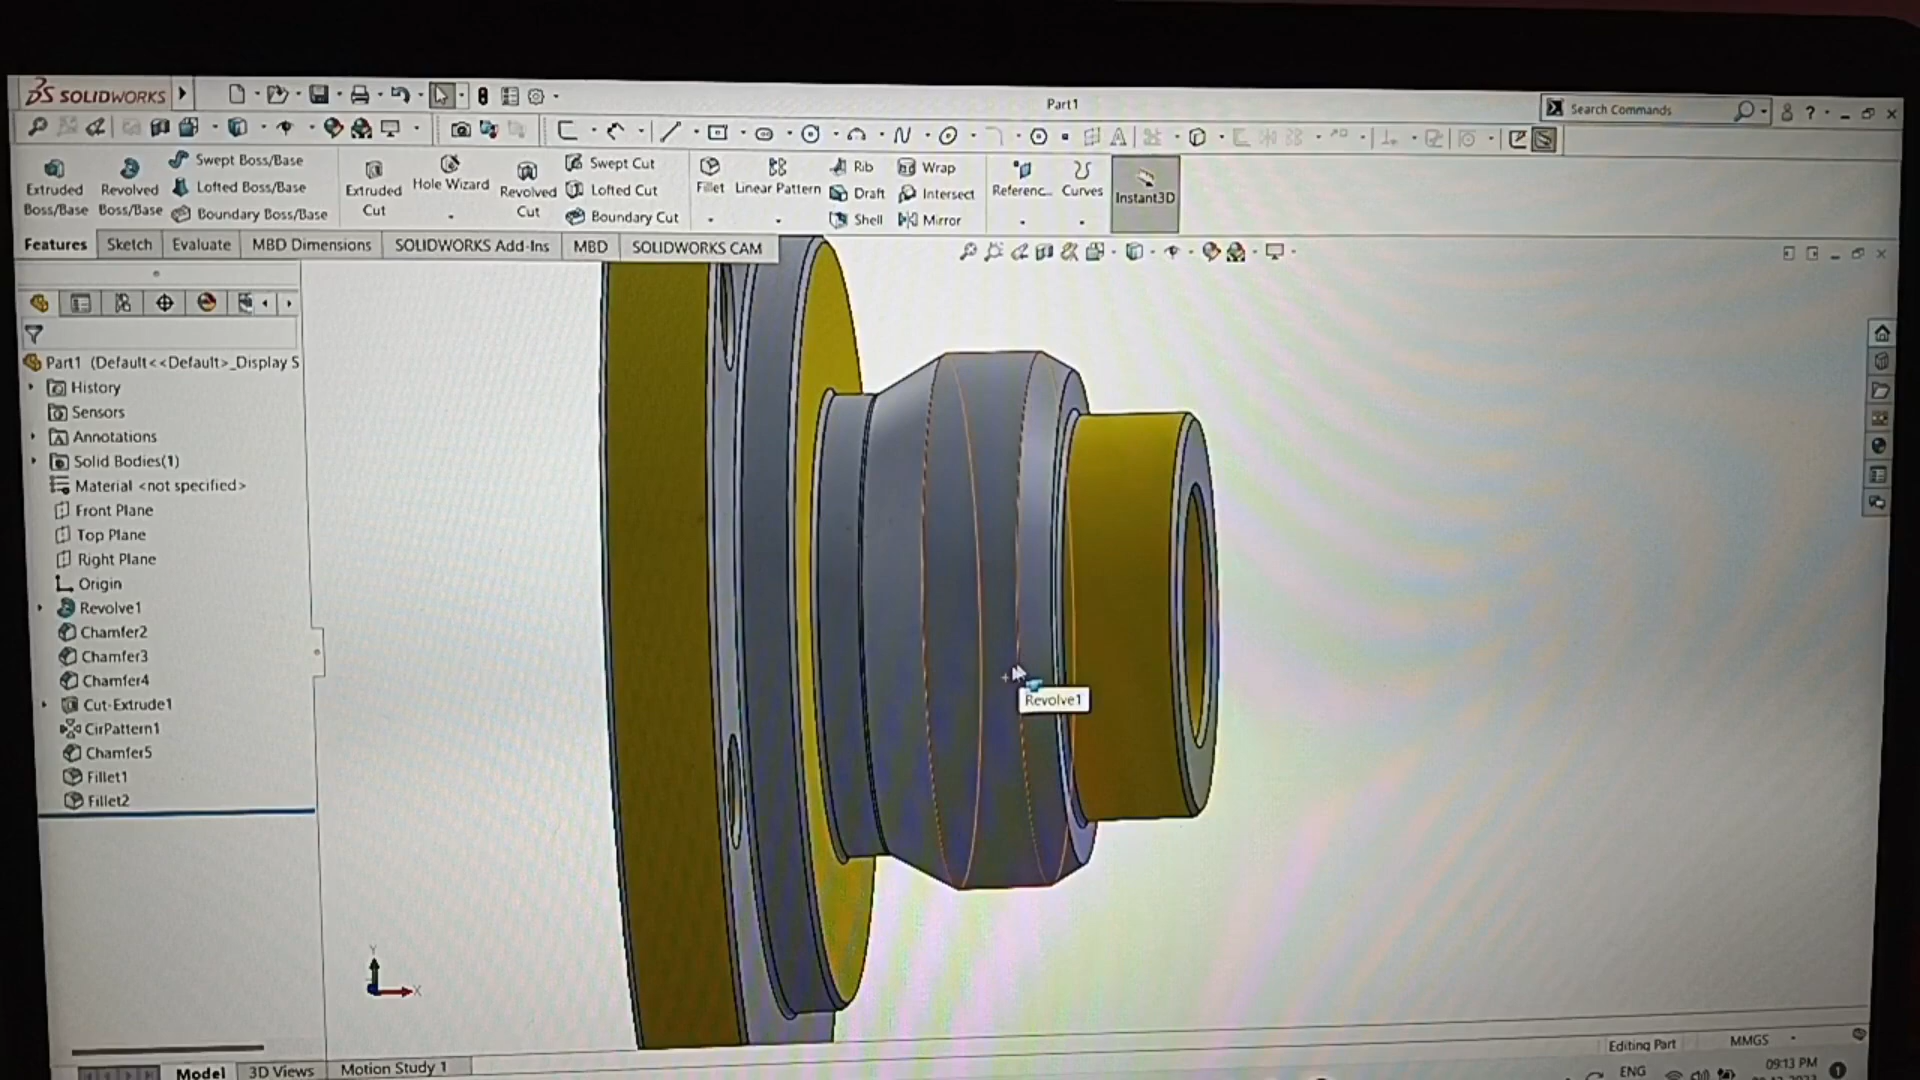 DS SOLIDWORKS
Part1
Search Commands
?
Extruded Boss/Base
Revolved Boss/Base
Swept Boss/Base
Lofted Boss/Base
Boundary Boss/Base
Extruded Cut
Hole Wizard
Revolved Cut
Swept Cut
Lofted Cut
Boundary Cut
Fillet
Linear Pattern
Rib
Draft
Shell
Wrap
Intersect
Mirror
Referenc...
Curves
Instant3D
Features
Sketch
Evaluate
MBD Dimensions
SOLIDWORKS Add-Ins
MBD
SOLIDWORKS CAM
Part1 (Default<<Default>_Display S
History
Sensors
Annotations
Solid Bodies(1)
Material <not specified>
Front Plane
Top Plane
Right Plane
Origin
Revolve1
Chamfer2
Chamfer3
Chamfer4
Cut-Extrude1
CirPattern1
Chamfer5
Fillet1
Fillet2
Revolve1
Y
X
Editing Part
MMGS
Model
3D Views
Motion Study 1
ENG
09:13 PM